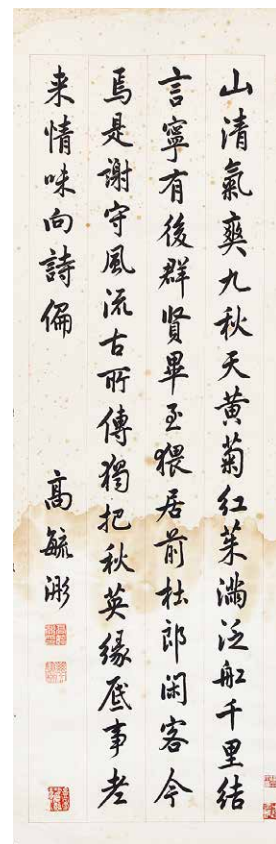 山清氣爽九秋天黄菊红茱滿泛舡千里結
言寧有後群賢畢至猥居前杜郎闲客今
焉是謝守風流古所傳獨把秋英緣底事老
来情味向詩偏
高毓浵